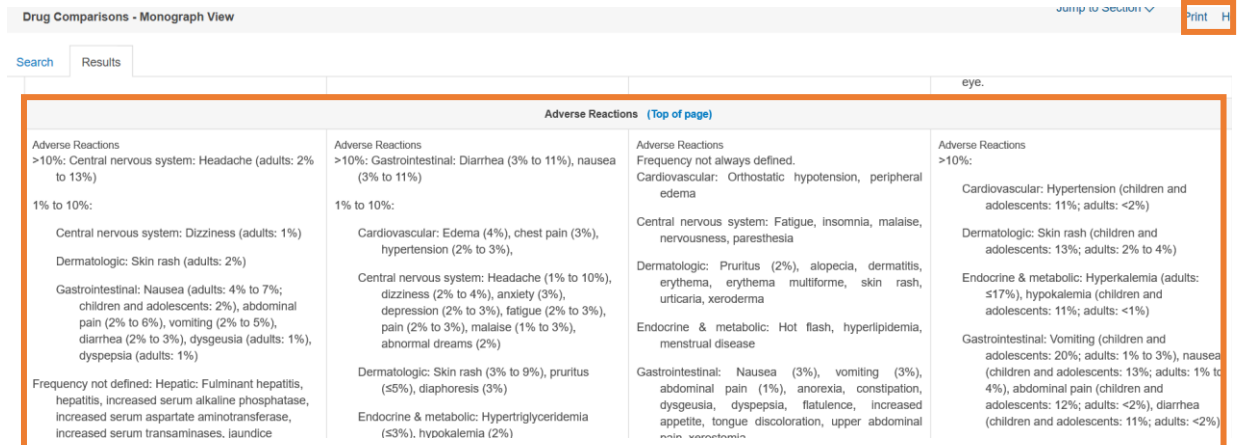 Drug Comparisons - Monograph View
Jump to Section
Print H
Search
Results
eye.
Adverse Reactions (Top of page)
Adverse Reactions
>10%: Central nervous system: Headache (adults: 2%
to 13%)
1% to 10%:
Central nervous system: Dizziness (adults: 1%)
Dermatologic: Skin rash (adults: 2%)
Gastrointestinal: Nausea (adults: 4% to 7%;
children and adolescents: 2%), abdominal
pain (2% to 6%), vomiting (2% to 5%),
diarrhea (2% to 3%), dysgeusia (adults: 1%),
dyspepsia (adults: 1%)
Frequency not defined: Hepatic: Fulminant hepatitis,
hepatitis, increased serum alkaline phosphatase,
increased serum aspartate aminotransferase,
increased serum transaminases, jaundice
Adverse Reactions
>10%: Gastrointestinal: Diarrhea (3% to 11%), nausea
(3% to 11%)
1% to 10%:
Cardiovascular: Edema (4%), chest pain (3%),
hypertension (2% to 3%),
Central nervous system: Headache (1% to 10%),
dizziness (2% to 4%), anxiety (3%),
depression (2% to 3%), fatigue (2% to 3%),
pain (2% to 3%), malaise (1% to 3%),
abnormal dreams (2%)
Dermatologic: Skin rash (3% to 9%), pruritus
(≤5%), diaphoresis (3%)
Endocrine & metabolic: Hypertriglyceridemia
(≤3%), hypokalemia (2%)
Adverse Reactions
Frequency not always defined.
Cardiovascular: Orthostatic hypotension, peripheral
edema
Central nervous system: Fatigue, insomnia, malaise,
nervousness, paresthesia
Dermatologic: Pruritus (2%), alopecia, dermatitis,
erythema, erythema multiforme, skin rash,
urticaria, xeroderma
Endocrine & metabolic: Hot flash, hyperlipidemia,
menstrual disease
Gastrointestinal: Nausea (3%), vomiting (3%),
abdominal pain (1%), anorexia, constipation,
dysgeusia, dyspepsia, flatulence, increased
appetite, tongue discoloration, upper abdominal
pain, xerostomia
Adverse Reactions
>10%:
Cardiovascular: Hypertension (children and
adolescents: 11%; adults: <2%)
Dermatologic: Skin rash (children and
adolescents: 13%; adults: 2% to 4%)
Endocrine & metabolic: Hyperkalemia (adults:
≤17%), hypokalemia (children and
adolescents: 11%; adults: <1%)
Gastrointestinal: Vomiting (children and
adolescents: 20%; adults: 1% to 3%), nausea
(children and adolescents: 13%; adults: 1% to
4%), abdominal pain (children and
adolescents: 12%; adults: <2%), diarrhea
(children and adolescents: 11%; adults: <2%)